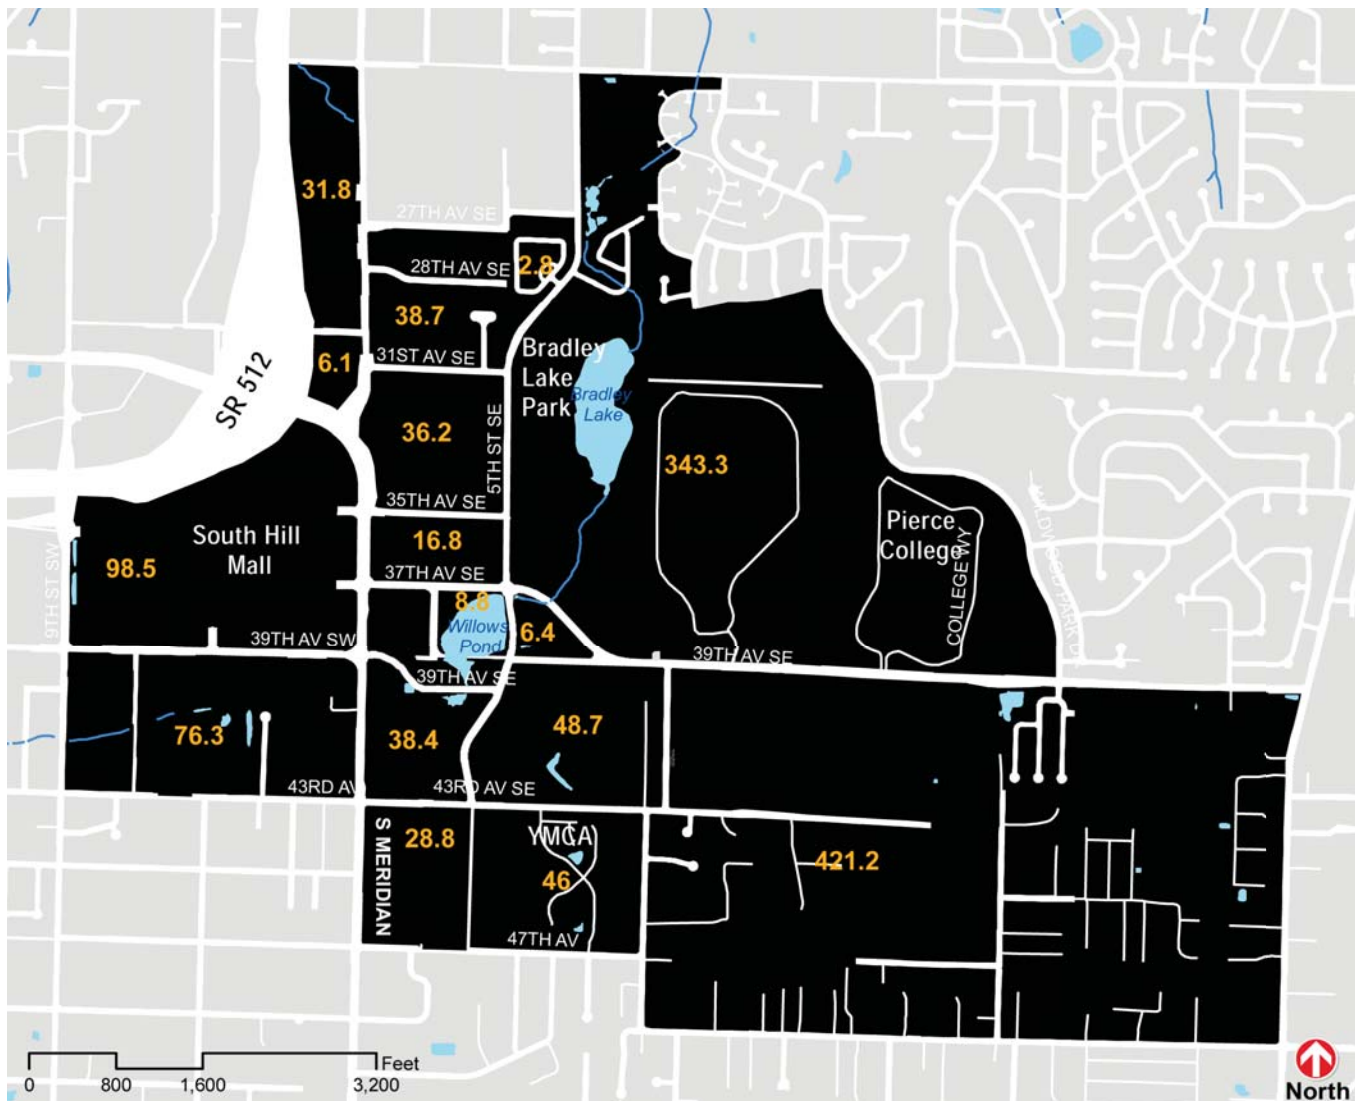 31.8
27TH AV SE
28TH AV SE
2.8
38.7
31ST AV SE
6.1
SR 512
Bradley
Lake
Park
Bradley
Lake
36.2
5TH ST SE
343.3
35TH AV SE
South Hill
Mall
98.5
9TH ST SW
16.8
37TH AV SE
8.8
Willows
Pond
6.4
Pierce
College
COLLEGE WY
39TH AV SW
39TH AV SE
39TH AV SE
76.3
38.4
48.7
43RD AV
43RD AV SE
S MERIDIAN
28.8
YMCA
46
421.2
47TH AV
Feet
0
800
1,600
3,200
North